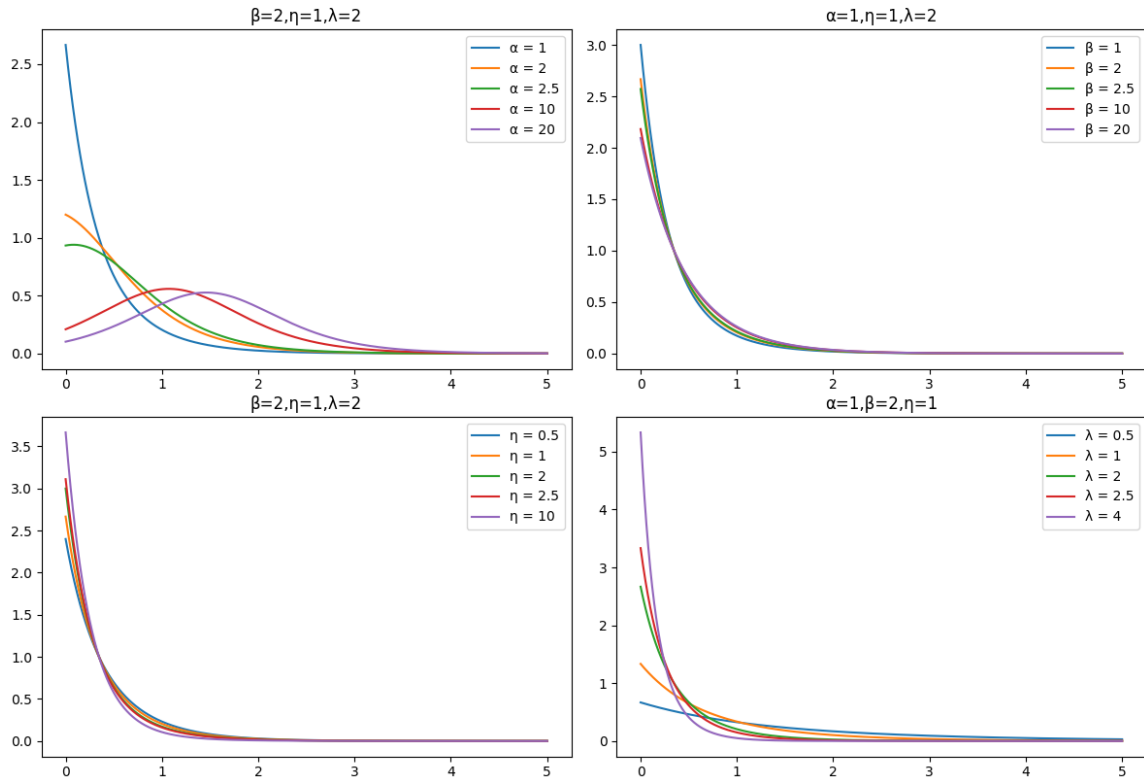 β=2,η=1,λ=2
α = 1
α = 2
α = 2.5
α = 10
α = 20
2.5
2.0
1.5
1.0
0.5
0.0
0 1 2 3 4 5
α=1,η=1,λ=2
β = 1
β = 2
β = 2.5
β = 10
β = 20
3.0
2.5
2.0
1.5
1.0
0.5
0.0
0 1 2 3 4 5
β=2,η=1,λ=2
η = 0.5
η = 1
η = 2
η = 2.5
η = 10
3.5
3.0
2.5
2.0
1.5
1.0
0.5
0.0
0 1 2 3 4 5
α=1,β=2,η=1
λ = 0.5
λ = 1
λ = 2
λ = 2.5
λ = 4
5
4
3
2
1
0
0 1 2 3 4 5